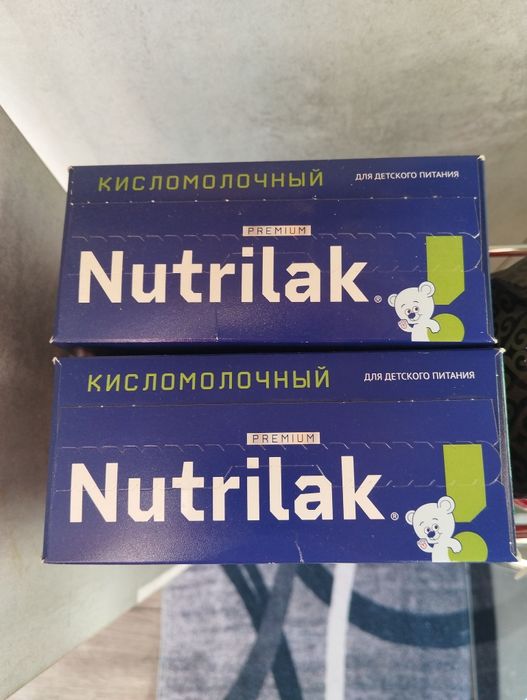 КИСЛОМОЛОЧНЫЙ ДЛЯ ДЕТСКОГО ПИТАНИЯ
PREMIUM
Nutrilak®
КИСЛОМОЛОЧНЫЙ ДЛЯ ДЕТСКОГО ПИТАНИЯ
PREMIUM
Nutrilak®